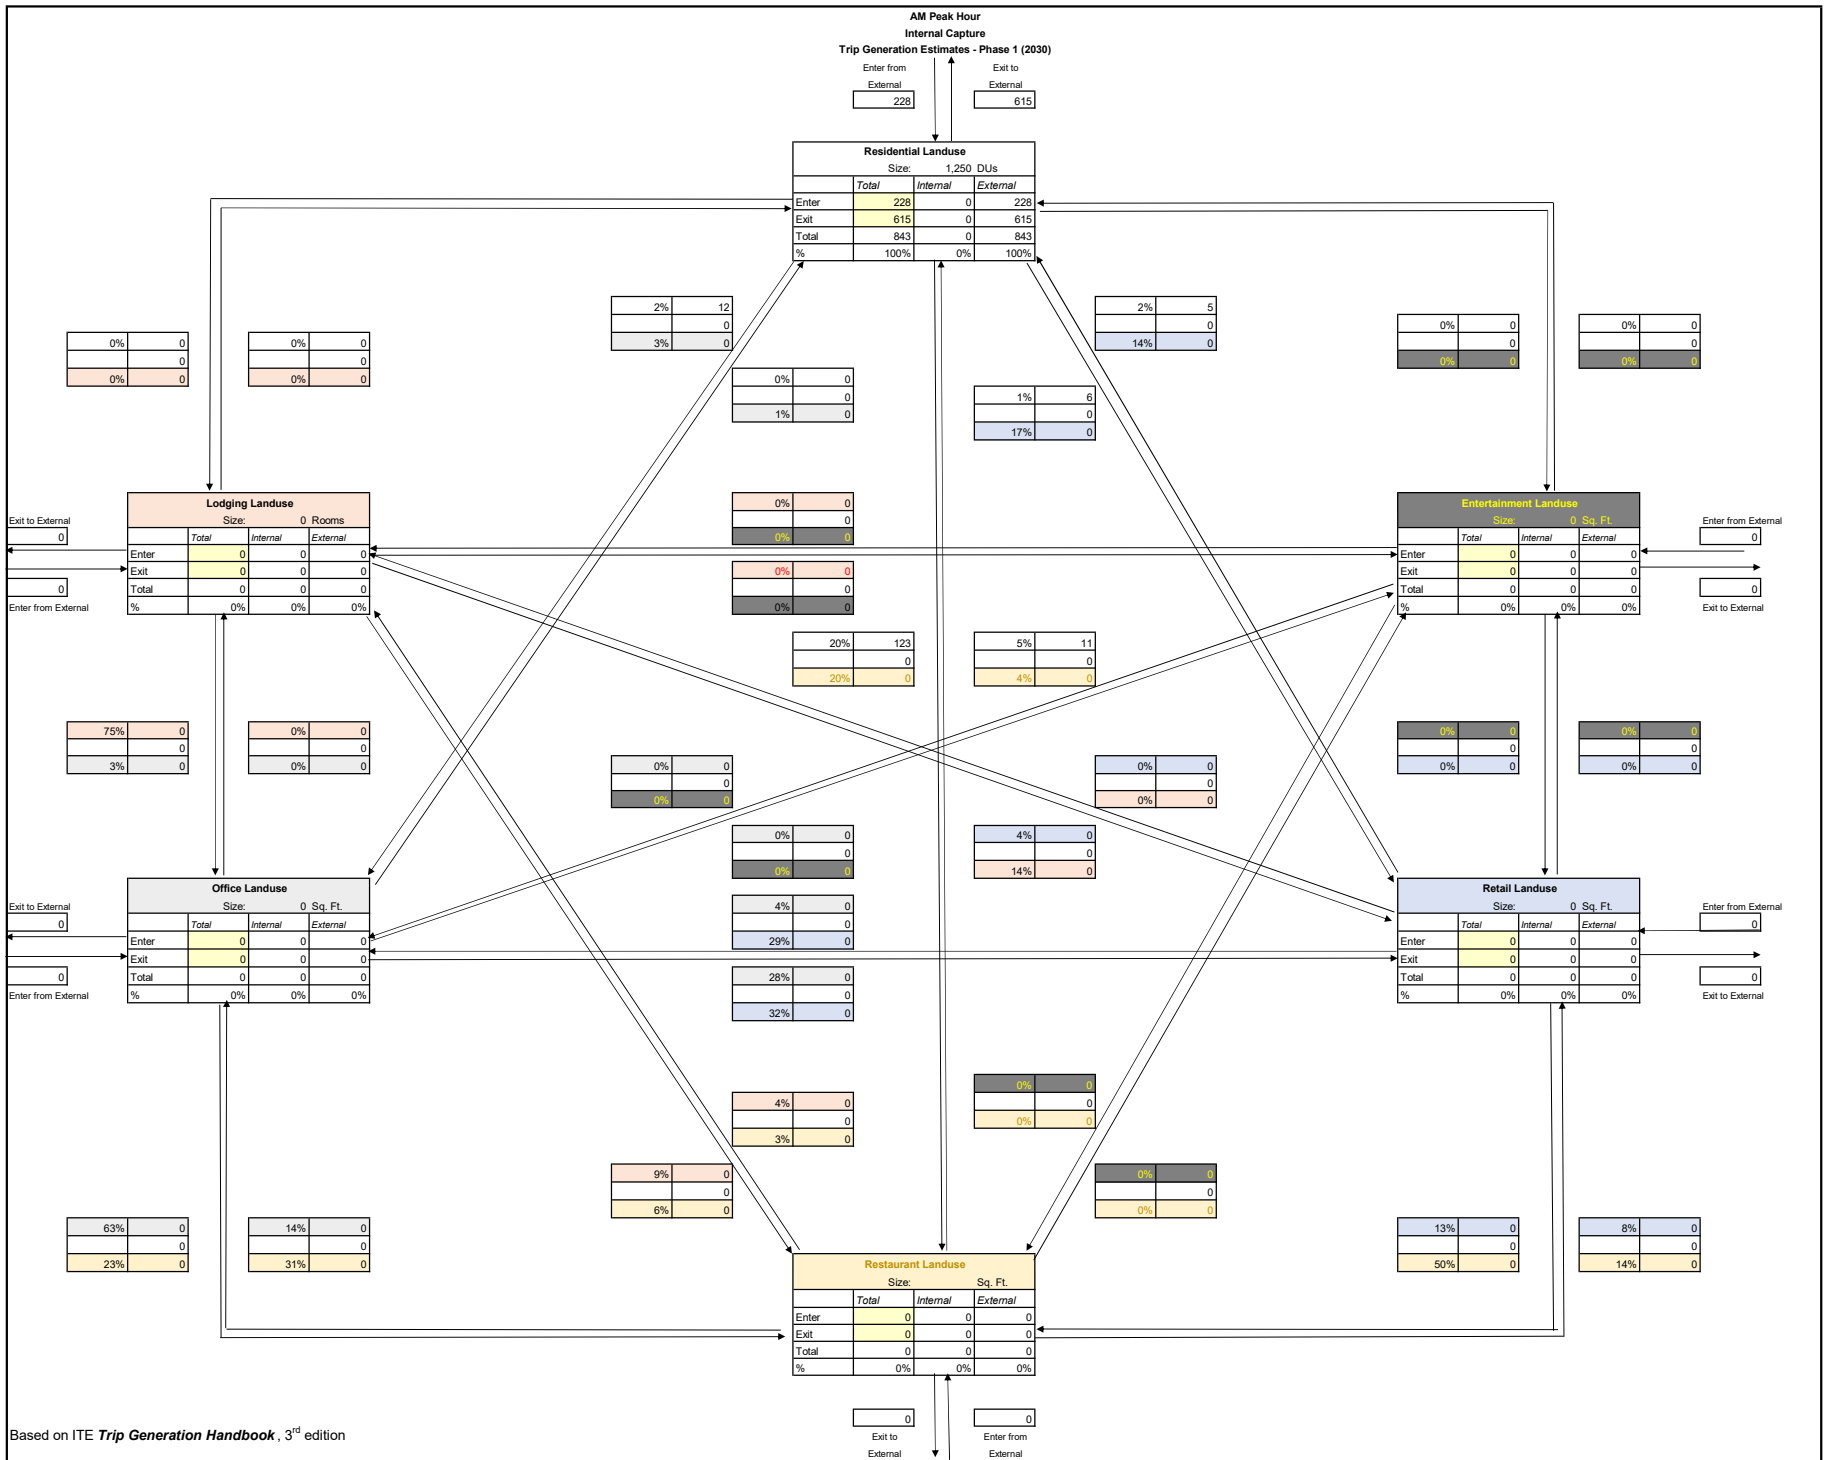 AM Peak Hour
Internal Capture
Trip Generation Estimates - Phase 1 (2030)
Enter from Exit to
External External
228 615
Residential Landuse
Size: 1,250 DUs
Total Internal External
Enter 228 0 228
Exit 615 0 615
Total 843 0 843
% 100% 0% 100%
2% 12
0
3% 0
2% 5
0
14% 0
0% 0
0
0% 0
0% 0
0
0% 0
0% 0
0
0% 0
0% 0
0
0% 0
0% 0
0
1% 0
1% 6
0
17% 0
Lodging Landuse
Size: 0 Rooms
Total Internal External
Enter 0 0 0
Exit 0 0 0
Total 0 0 0
% 0% 0% 0%
Exit to External
0
0
Enter from External
0% 0
0
0% 0
0% 0
0
0% 0
Entertainment Landuse
Size: 0 Sq. Ft.
Total Internal External
Enter 0 0 0
Exit 0 0 0
Total 0 0 0
% 0% 0% 0%
Enter from External
0
0
Exit to External
20% 123
0
20% 0
5% 11
0
4% 0
75% 0
0
3% 0
0% 0
0
0% 0
0% 0
0
0% 0
0% 0
0
0% 0
0% 0
0
0% 0
0% 0
0
0% 0
0% 0
0
0% 0
4% 0
0
14% 0
Office Landuse
Size: 0 Sq. Ft.
Total Internal External
Enter 0 0 0
Exit 0 0 0
Total 0 0 0
% 0% 0% 0%
Exit to External
0
0
Enter from External
4% 0
0
29% 0
28% 0
0
32% 0
Retail Landuse
Size: 0 Sq. Ft.
Total Internal External
Enter 0 0 0
Exit 0 0 0
Total 0 0 0
% 0% 0% 0%
Enter from External
0
0
Exit to External
0% 0
0
0% 0
4% 0
0
3% 0
9% 0
0
6% 0
0% 0
0
0% 0
63% 0
0
23% 0
14% 0
0
31% 0
13% 0
0
50% 0
8% 0
0
14% 0
Restaurant Landuse
Size: Sq. Ft.
Total Internal External
Enter 0 0 0
Exit 0 0 0
Total 0 0 0
% 0% 0% 0%
0 0
Exit to Enter from
External External
Based on ITE Trip Generation Handbook, 3rd edition